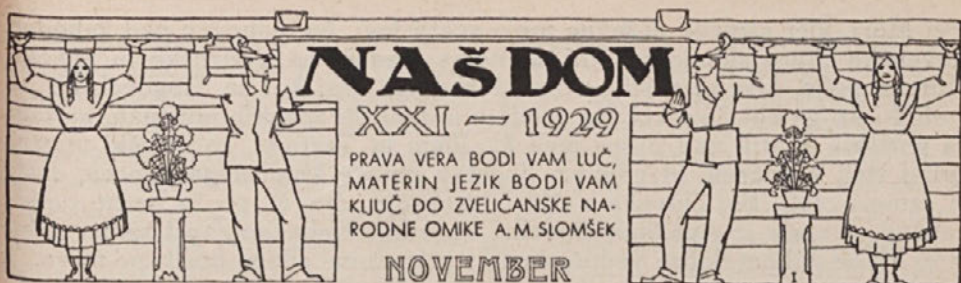 NAŠ DOM
XXI — 1929
PRAVA VERA BODI VAM LUČ,
MATERIN JEZIK BODI VAM
KLJUČ DO ZVELIČANSKE NA-
RODNE OMIKE A. M. SLOMŠEK
NOVEMBER